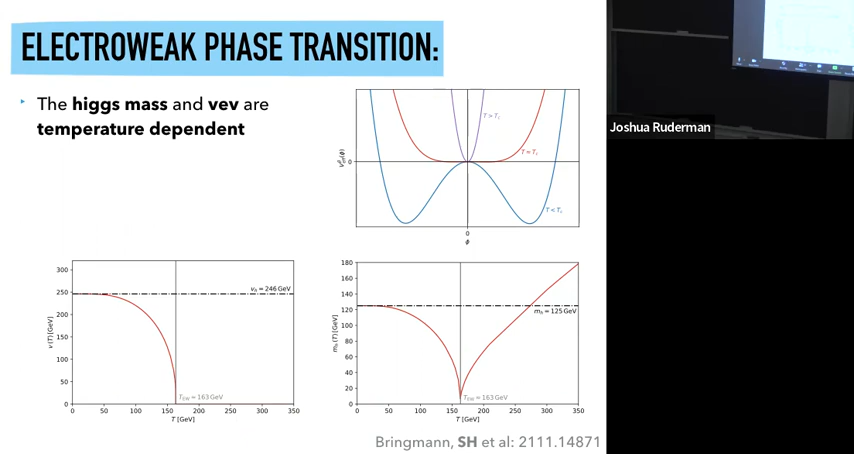 ELECTROWEAK PHASE TRANSITION:
Joshua Ruderman
The higgs mass and vev are
temperature dependent
T > T_c
T = T_c
T < T_c
V_eff(ϕ)
0
0
ϕ
300
250
200
150
100
50
0
v (T) [GeV]
v_h = 246 GeV
T_EW = 163 GeV
0 50 100 150 200 250 300 350
T [GeV]
180
160
140
120
100
80
60
40
20
0
m_h (T) [GeV]
m_h = 125 GeV
T_EW = 163 GeV
0 50 100 150 200 250 300 350
T [GeV]
Bringmann, SH et al: 2111.14871